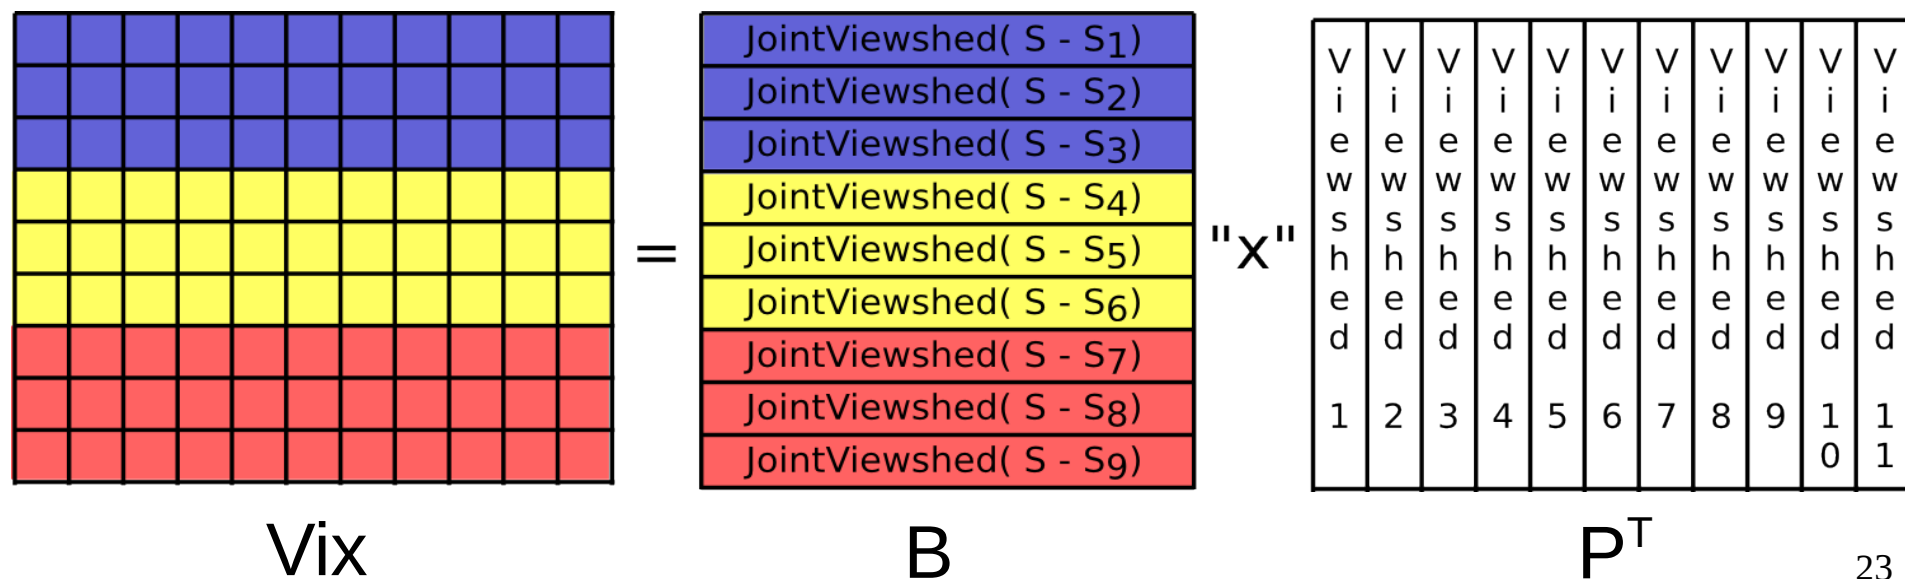 JointViewshed( S - S1)
JointViewshed( S - S2)
JointViewshed( S - S3)
JointViewshed( S - S4)
JointViewshed( S - S5)
JointViewshed( S - S6)
JointViewshed( S - S7)
JointViewshed( S - S8)
JointViewshed( S - S9)
=
"x"
Viewshed 1
Viewshed 2
Viewshed 3
Viewshed 4
Viewshed 5
Viewshed 6
Viewshed 7
Viewshed 8
Viewshed 9
Viewshed 10
Viewshed 11
Vix
B
PT
23